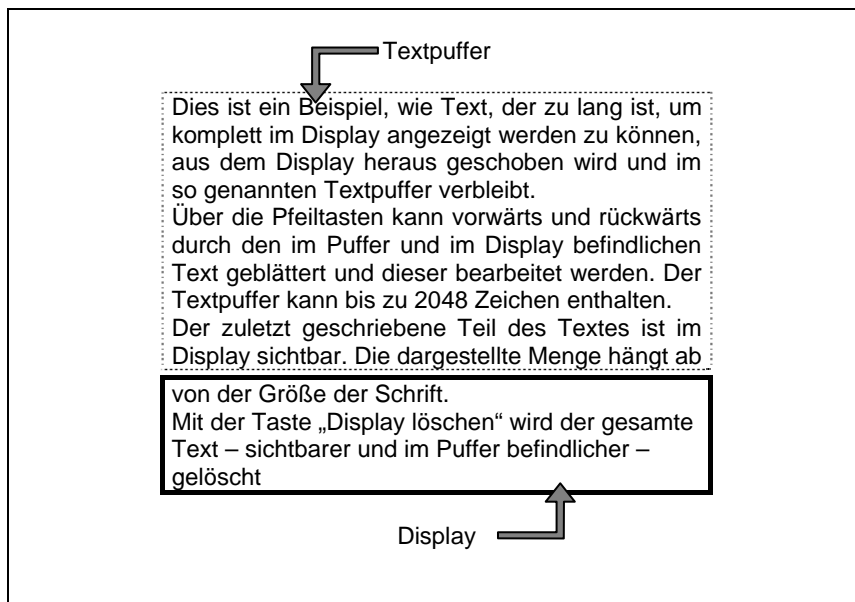 Textpuffer
Dies ist ein Beispiel, wie Text, der zu lang ist, um
komplett im Display angezeigt werden zu können,
aus dem Display heraus geschoben wird und im
so genannten Textpuffer verbleibt.
Über die Pfeiltasten kann vorwärts und rückwärts
durch den im Puffer und im Display befindlichen
Text geblättert und dieser bearbeitet werden. Der
Textpuffer kann bis zu 2048 Zeichen enthalten.
Der zuletzt geschriebene Teil des Textes ist im
Display sichtbar. Die dargestellte Menge hängt ab
von der Größe der Schrift.
Mit der Taste „Display löschen“ wird der gesamte
Text – sichtbarer und im Puffer befindlicher –
gelöscht
Display